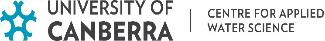 UNIVERSITY OF
CANBERRA
CENTRE FOR APPLIED
WATER SCIENCE